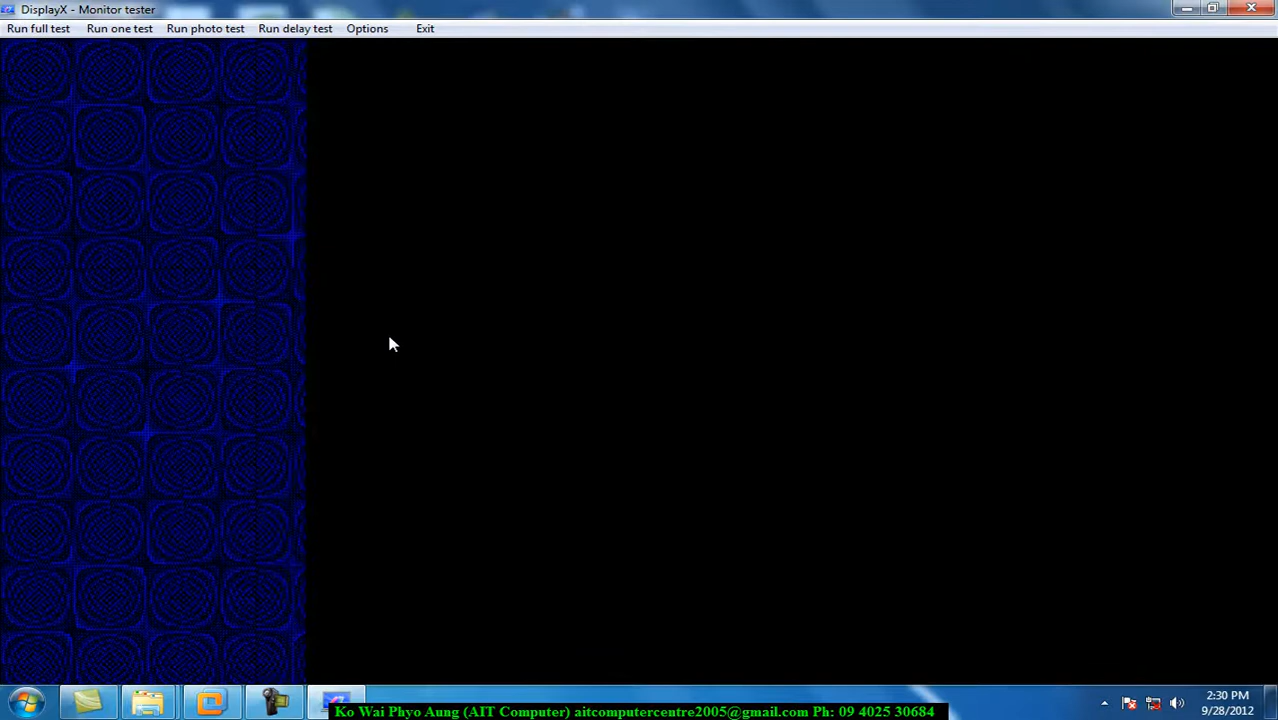 DisplayX - Monitor tester
Run full test Run one test Run photo test Run delay test Options Exit
2:30 PM
9/28/2012
Ko Wai Phyo Aung (AIT Computer) aitcomputercentre2005@gmail.com Ph: 09 4025 30684